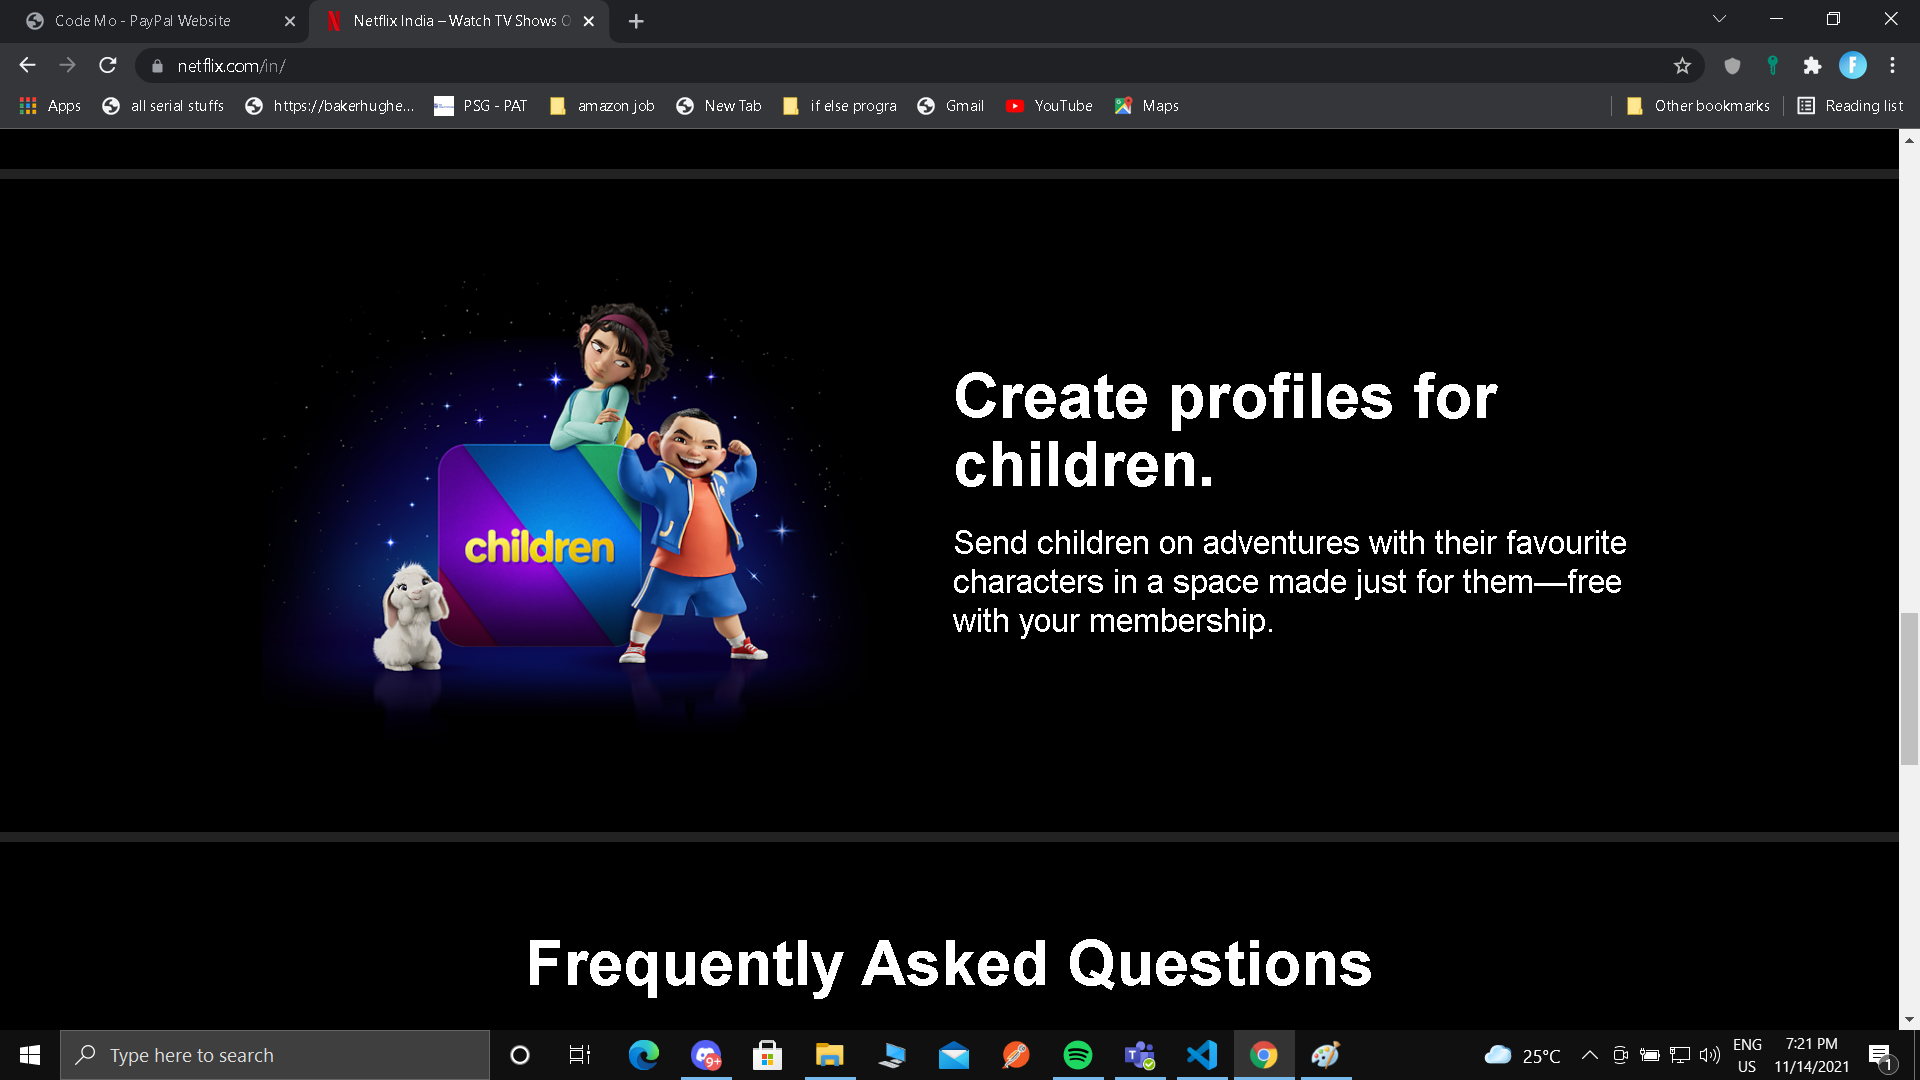 Code Mo - PayPal Website
Netflix India – Watch TV Shows O
netflix.com/in/
F
Apps
all serial stuffs
https://bakerhughe...
PSG - PAT
amazon job
New Tab
if else progra
Gmail
YouTube
Maps
Other bookmarks
Reading list
children
Create profiles for
children.
Send children on adventures with their favourite
characters in a space made just for them—free
with your membership.
Frequently Asked Questions
Type here to search
9+
25°C
ENG
US
7:21 PM
11/14/2021
1